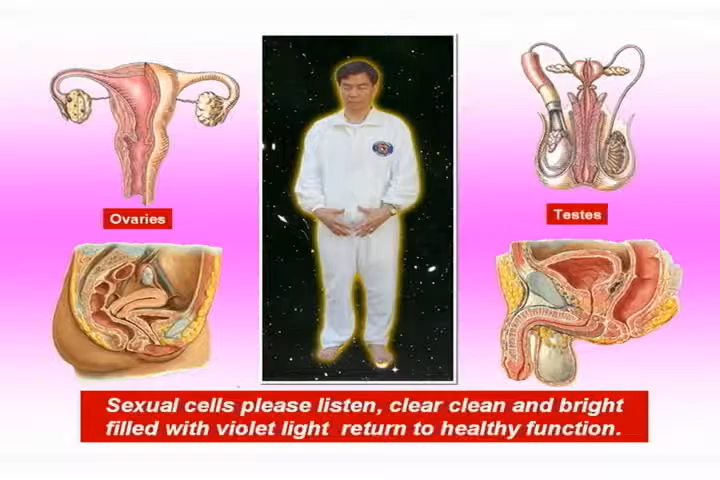 Ovaries
Testes
Sexual cells please listen, clear clean and bright
filled with violet light return to healthy function.